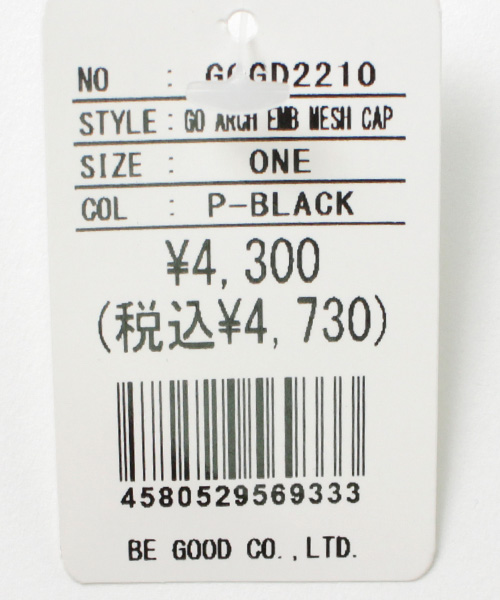 NO : GGGD2210
STYLE : GO ARCH EMB MESH CAP
SIZE : ONE
COL : P-BLACK
¥4,300
(税込¥4,730)
4580529569333
BE GOOD CO.,LTD.